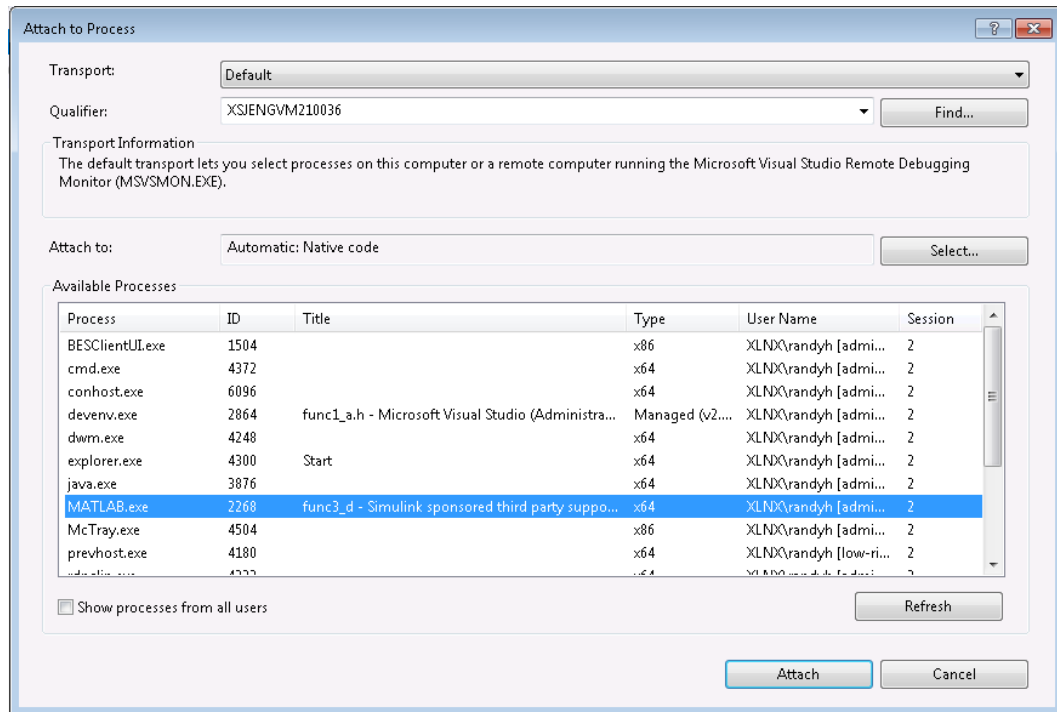 Attach to Process
Transport: Default
Qualifier: XSJENGVM210036 Find...
Transport Information
The default transport lets you select processes on this computer or a remote computer running the Microsoft Visual Studio Remote Debugging
Monitor (MSVSMON.EXE).
Attach to: Automatic: Native code Select...
Available Processes
Process ID Title Type User Name Session
BESClientUI.exe 1504 x86 XLNX\randyh [admi... 2
cmd.exe 4372 x64 XLNX\randyh [admi... 2
conhost.exe 6096 x64 XLNX\randyh [admi... 2
devenv.exe 2864 func1_a.h - Microsoft Visual Studio (Administra... Managed (v2.... XLNX\randyh [admi... 2
dwm.exe 4248 x64 XLNX\randyh [admi... 2
explorer.exe 4300 Start x64 XLNX\randyh [admi... 2
java.exe 3876 x64 XLNX\randyh [admi... 2
MATLAB.exe 2268 func3_d - Simulink sponsored third party suppo... x64 XLNX\randyh [admi... 2
McTray.exe 4504 x86 XLNX\randyh [admi... 2
prevhost.exe 4180 x64 XLNX\randyh [low-ri... 2
Show processes from all users Refresh
Attach Cancel